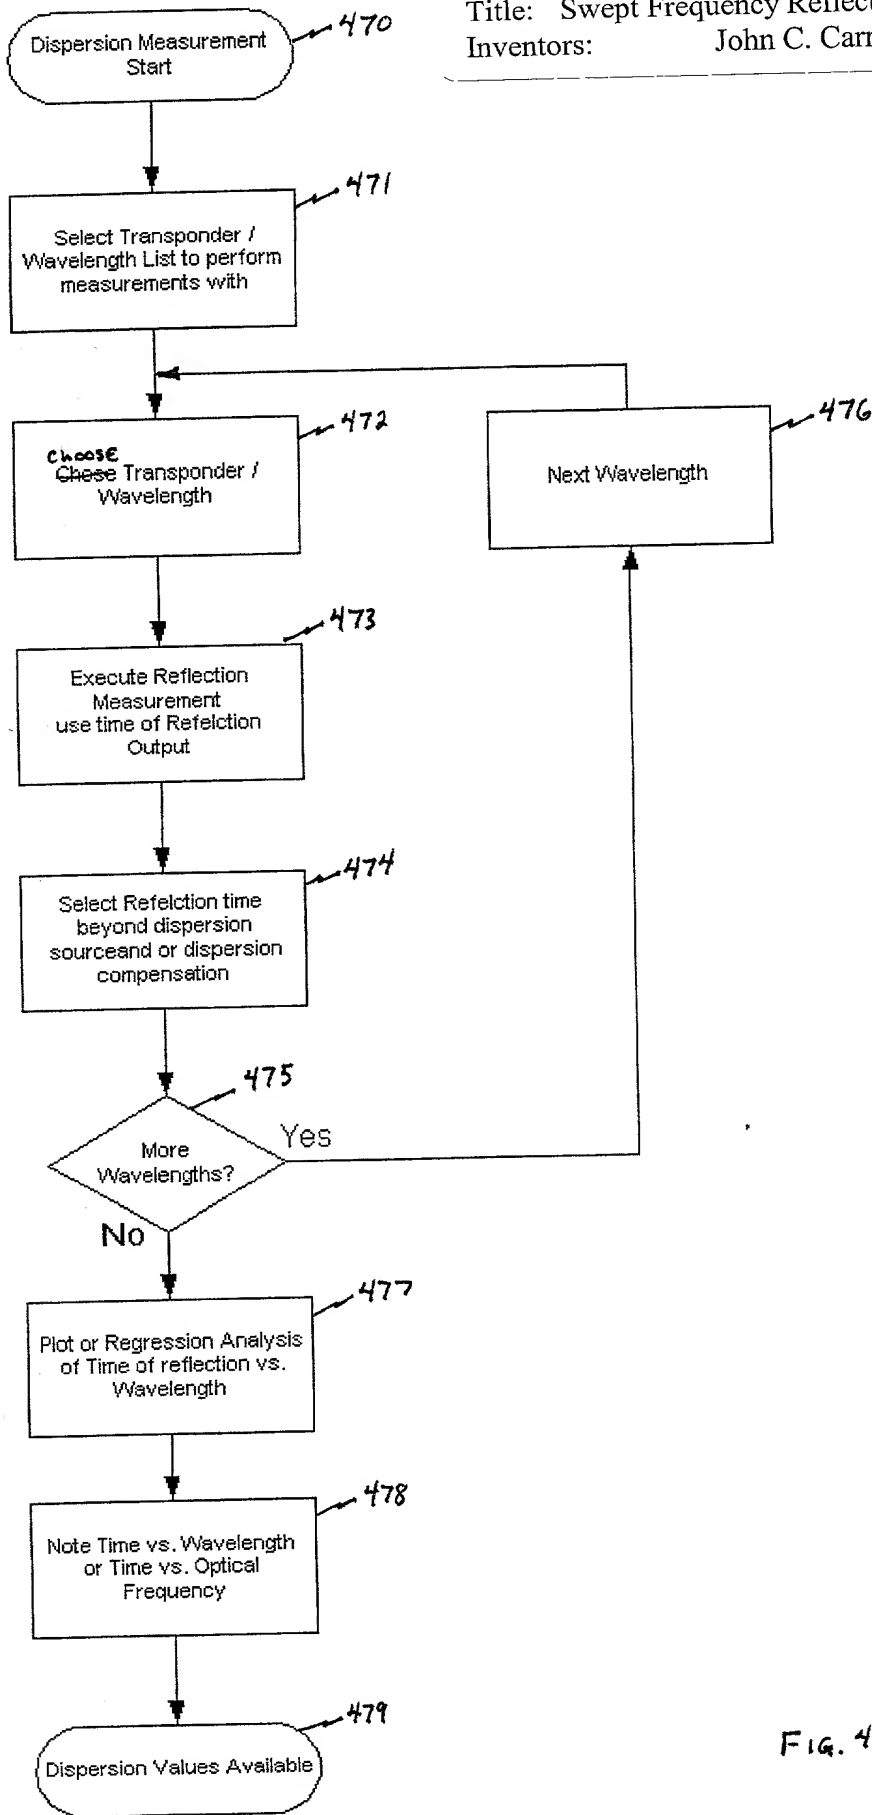 Title: Swept Frequency
Inventors: John C.
Dispersion Measurement
Start
470
471
Select Transponder /
Wavelength List to perform
measurements with
472
choose
Chose Transponder /
Wavelength
476
Next Wavelength
473
Execute Reflection
Measurement
use time of Refelction
Output
474
Select Refelction time
beyond dispersion
sourceand or dispersion
compensation
475
More
Wavelengths?
Yes
No
477
Plot or Regression Analysis
of Time of reflection vs.
Wavelength
478
Note Time vs. Wavelength
or Time vs. Optical
Frequency
479
Dispersion Values Available
FIG. 4